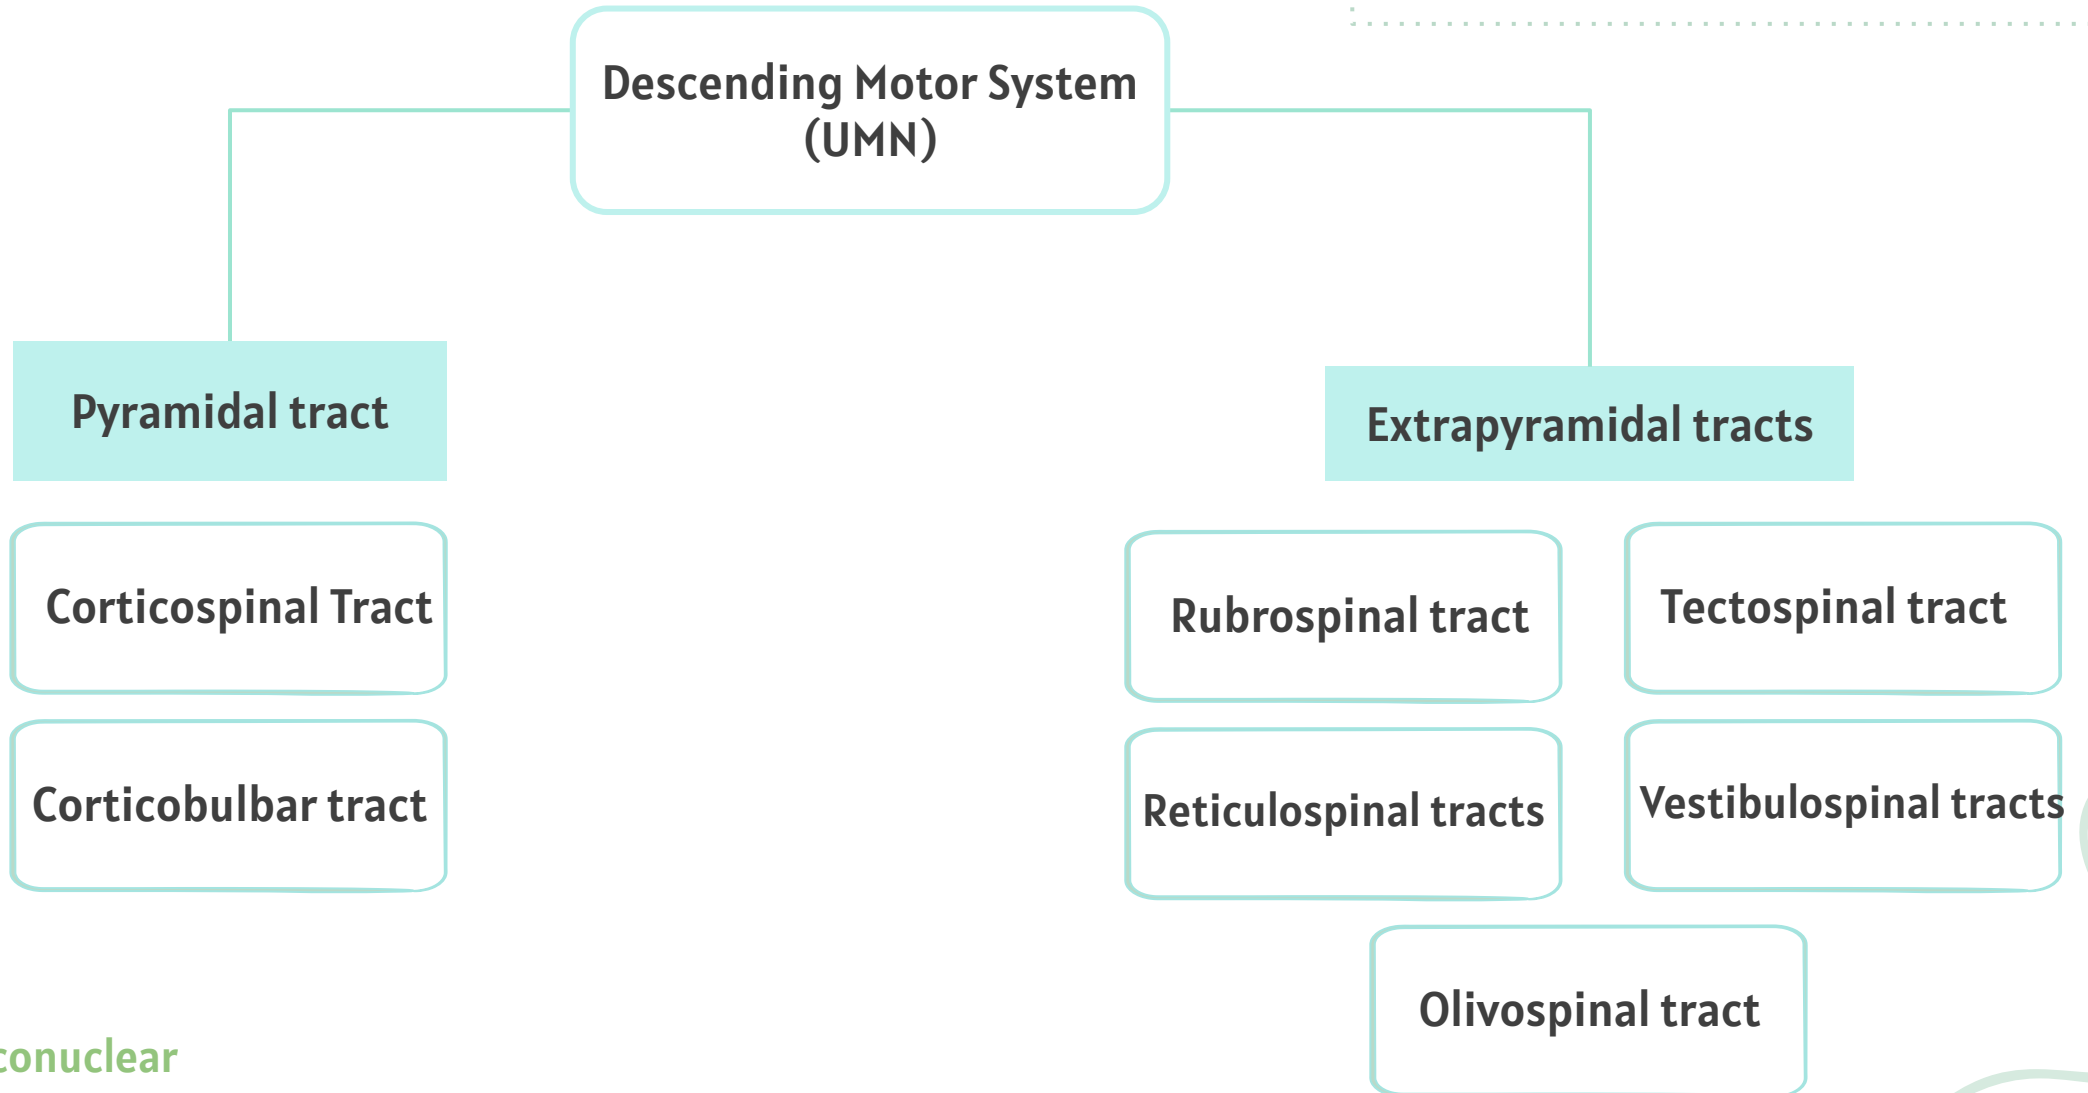 Descending Motor System
(UMN)
Pyramidal tract
Extrapyramidal tracts
Corticospinal Tract
Corticobulbar tract
Rubrospinal tract
Tectospinal tract
Reticulospinal tracts
Vestibulospinal tracts
Olivospinal tract
conuclear